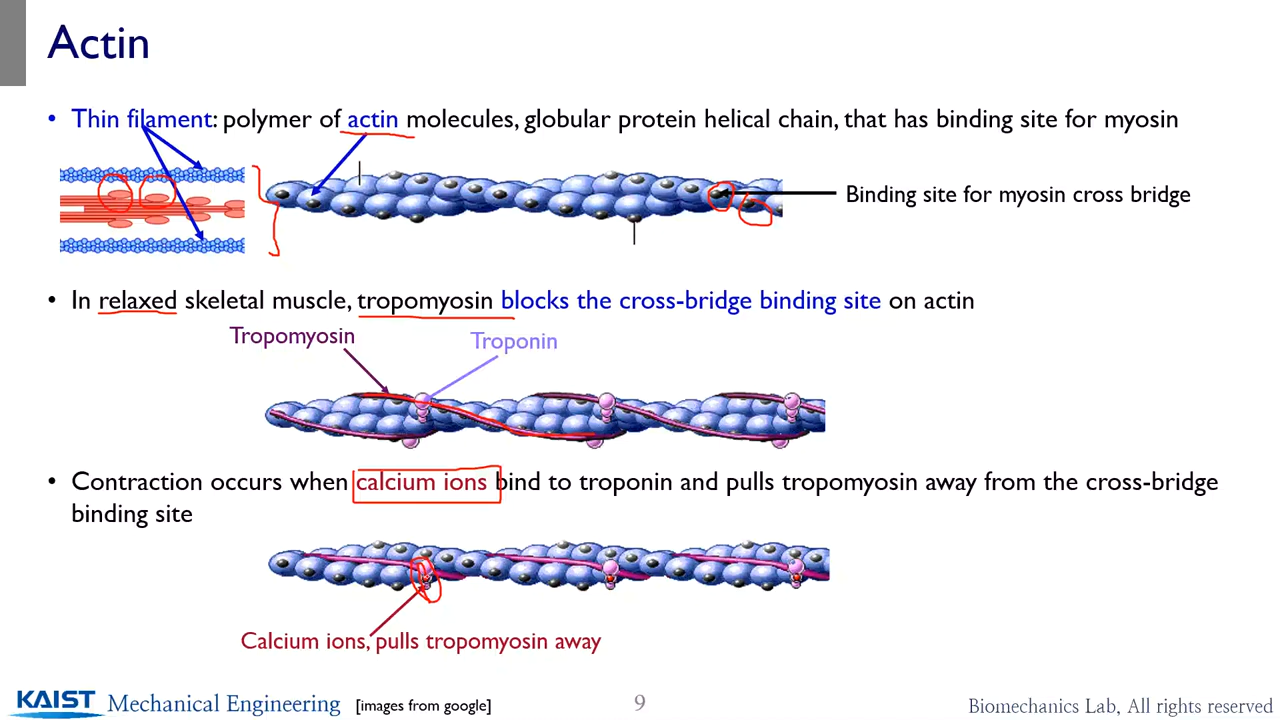 Actin
• Thin filament: polymer of actin molecules, globular protein helical chain, that has binding site for myosin
Binding site for myosin cross bridge
• In relaxed skeletal muscle, tropomyosin blocks the cross-bridge binding site on actin
Tropomyosin
Troponin
• Contraction occurs when calcium ions bind to troponin and pulls tropomyosin away from the cross-bridge
binding site
Calcium ions, pulls tropomyosin away
KAIST Mechanical Engineering [images from google]
9
Biomechanics Lab, All rights reserved